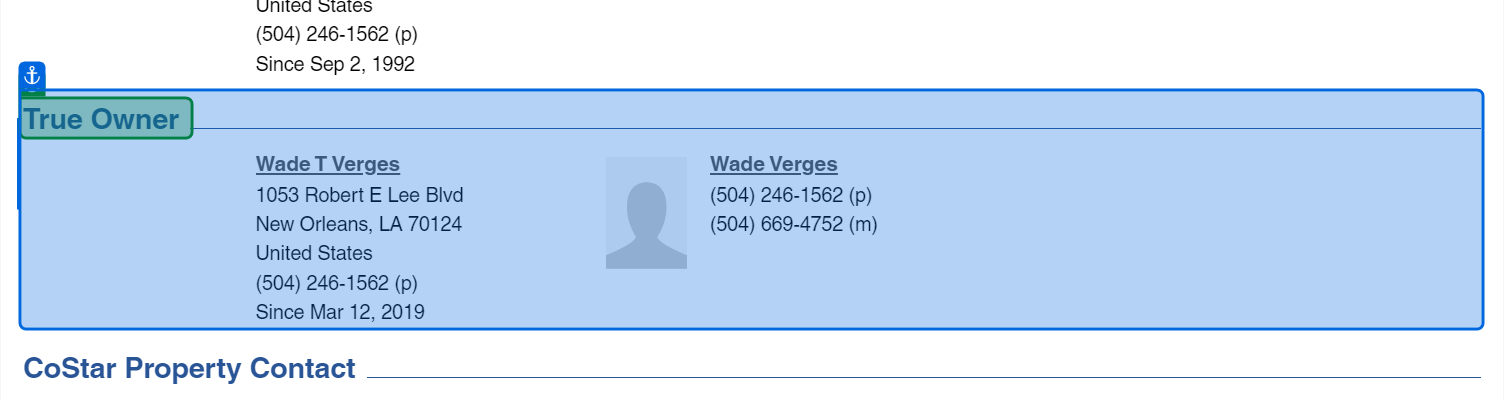 United States
(504) 246-1562 (p)
Since Sep 2, 1992
True Owner
Wade T Verges
1053 Robert E Lee Blvd
New Orleans, LA 70124
United States
(504) 246-1562 (p)
Since Mar 12, 2019
Wade Verges
(504) 246-1562 (p)
(504) 669-4752 (m)
CoStar Property Contact